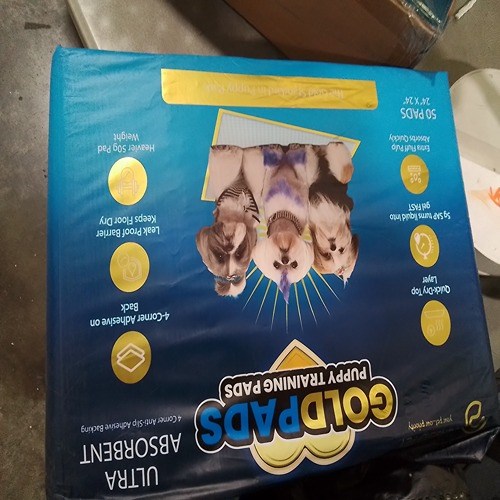 ULTRA
ABSORBENT
4 Corner Anti-Slip Adhesive Backing
GOLDPADS
PUPPY TRAINING PADS
4-Corner Adhesive on
Back
Leak Proof Barrier
Keeps Floor Dry
Heavier 50g Pad
Weight
Quick-Dry Top
Layer
5g SAP turns liquid into
gel FAST
Extra Fluff Pulp
Absorbs Quickly
50 PADS
24" X 24"